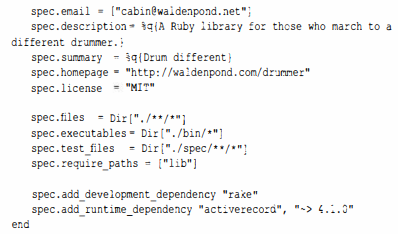 spec.email = ["cabin@waldenpond.net"]
spec.description = %q{A Ruby library for those who march to a
different drummer.}
spec.summary = %q{Drum different}
spec.homepage = "http://waldenpond.com/drummer"
spec.license = "MIT"
spec.files = Dir["./**/*"]
spec.executables = Dir["./bin/*"]
spec.test_files = Dir["./spec/**/*"]
spec.require_paths = ["lib"]
spec.add_development_dependency "rake"
spec.add_runtime_dependency "activerecord", "~> 4.1.0"
end